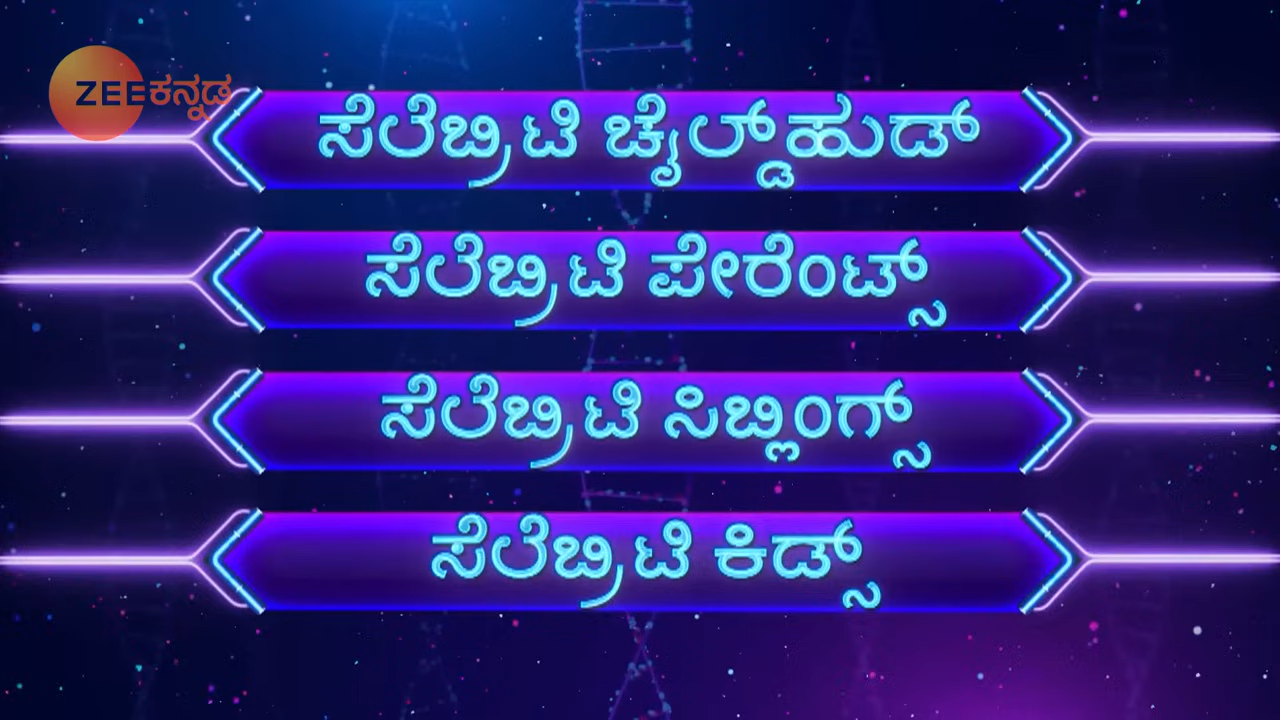 ZEEಕನ್ನಡ
ಸೆಲೆಬ್ರಿಟಿ ಚೈಲ್ಡ್‌ಹುಡ್
ಸೆಲೆಬ್ರಿಟಿ ಪೇರೆಂಟ್ಸ್
ಸೆಲೆಬ್ರಿಟಿ ಸಿಬ್ಲಿಂಗ್ಸ್
ಸೆಲೆಬ್ರಿಟಿ ಕಿಡ್ಸ್